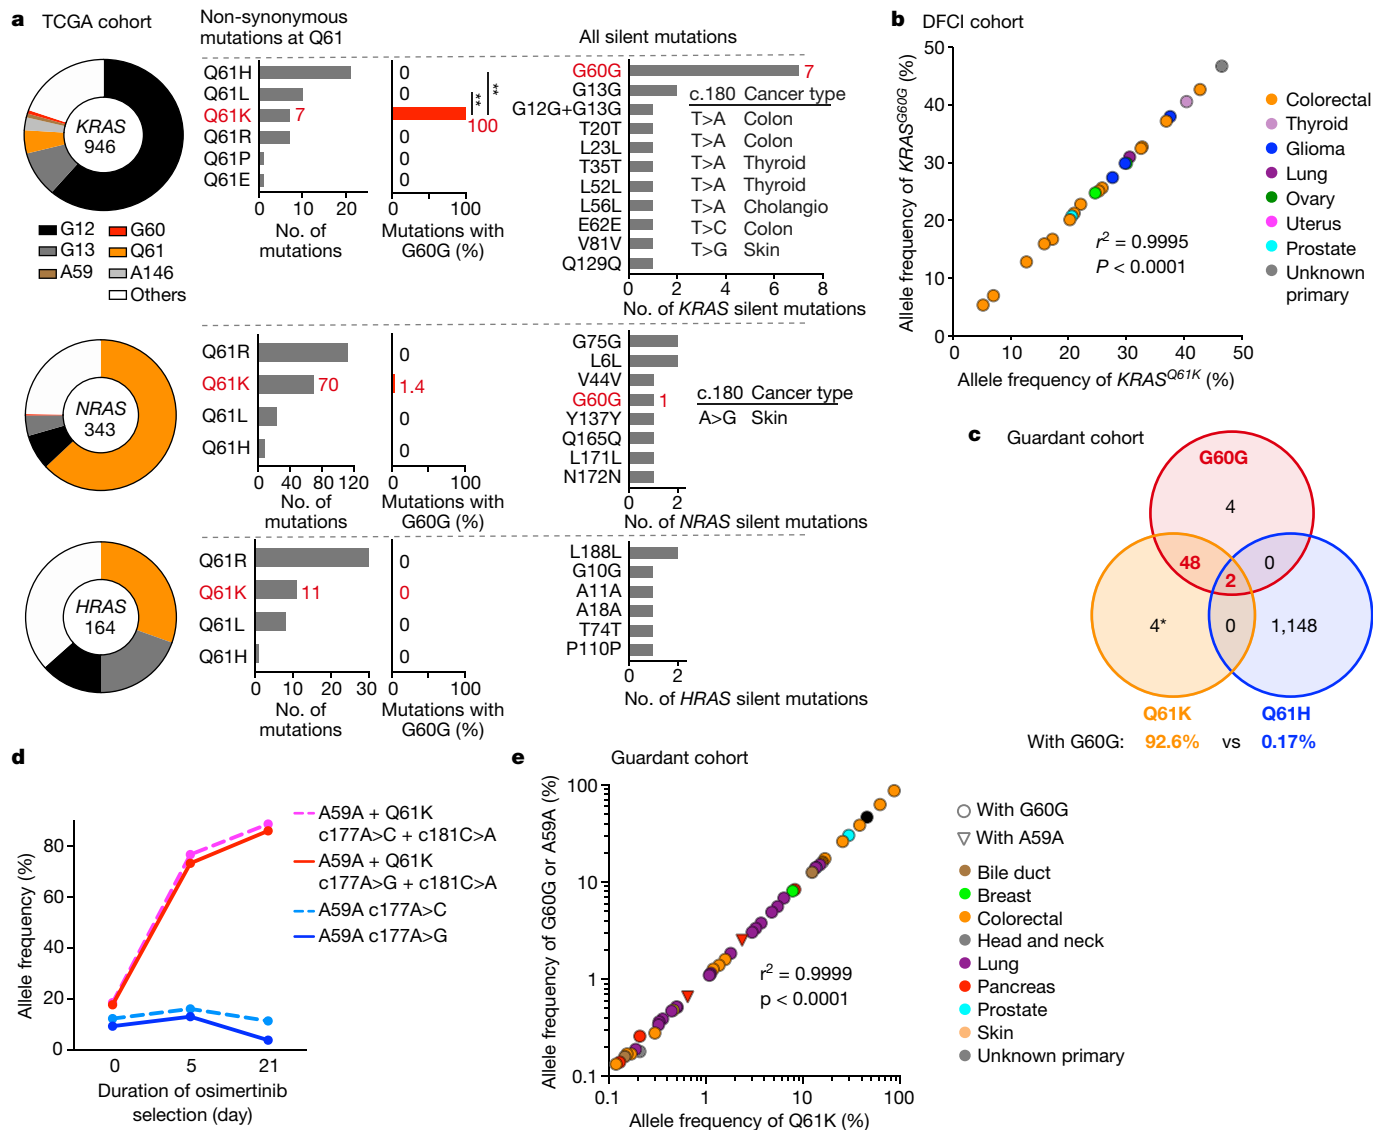 a TCGA cohort
Non-synonymous
mutations at Q61
All silent mutations
KRAS
946
G12
G13
A59
G60
Q61
A146
Others
Q61H
Q61L
Q61K 7
Q61R
Q61P
Q61E
0 10 20
No. of
mutations
0
0
100
0
0
0
**
**
0 100
Mutations with
G60G (%)
G60G 7
G13G
G12G+G13G
T20T
L23L
T35T
L52L
L56L
E62E
V81V
Q129Q
0 2 4 6 8
No. of KRAS silent mutations
c.180 Cancer type
T>A Colon
T>A Colon
T>A Thyroid
T>A Thyroid
T>A Cholangio
T>C Colon
T>G Skin
NRAS
343
Q61R
Q61K 70
Q61L
Q61H
0 40 80 120
No. of
mutations
0
1.4
0
0
0 100
Mutations with
G60G (%)
G75G
L6L
V44V
G60G 1
Y137Y
Q165Q
L171L
N172N
0 2
No. of NRAS silent mutations
c.180 Cancer type
A>G Skin
HRAS
164
Q61R
Q61K 11
Q61L
Q61H
0 10 20 30
No. of
mutations
0
0
0
0
0 100
Mutations with
G60G (%)
L188L
G10G
A11A
A18A
T74T
P110P
0 2
No. of HRAS silent mutations
b DFCI cohort
Allele frequency of KRAS^G60G (%)
50
40
30
20
10
0
0 10 20 30 40 50
Allele frequency of KRAS^Q61K (%)
r² = 0.9995
P < 0.0001
Colorectal
Thyroid
Glioma
Lung
Ovary
Uterus
Prostate
Unknown
primary
c Guardant cohort
G60G
4
48
0
2
4*
0
1,148
Q61K Q61H
With G60G: 92.6% vs 0.17%
d
Allele frequency (%)
80
60
40
20
0
0 5 21
Duration of osimertinib
selection (day)
A59A + Q61K
c177A>C + c181C>A
A59A + Q61K
c177A>G + c181C>A
A59A c177A>C
A59A c177A>G
e Guardant cohort
Allele frequency of G60G or A59A (%)
100
10
1
0.1
0.1 1 10 100
Allele frequency of Q61K (%)
r² = 0.9999
p < 0.0001
With G60G
With A59A
Bile duct
Breast
Colorectal
Head and neck
Lung
Pancreas
Prostate
Skin
Unknown primary